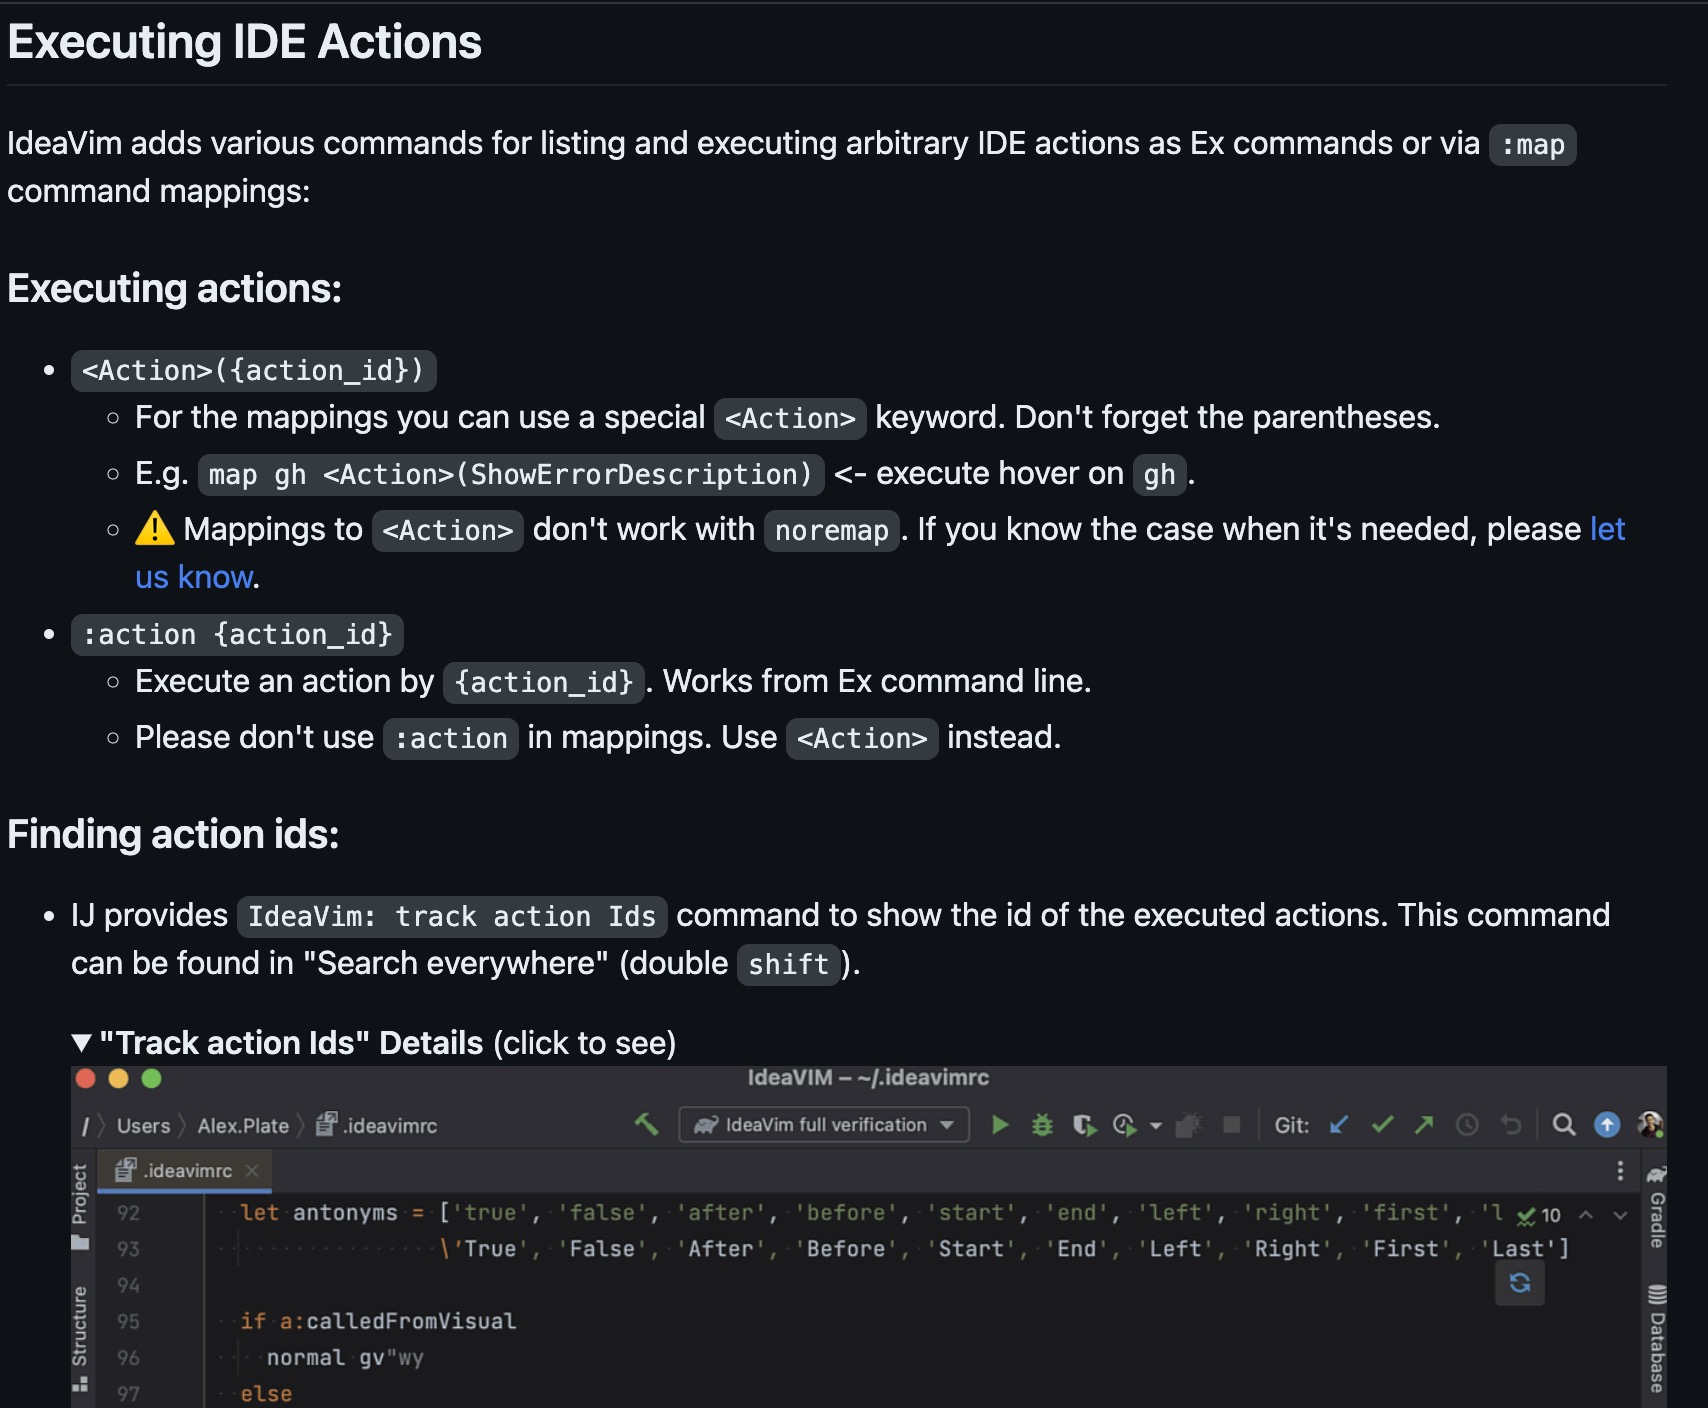 Executing IDE Actions
IdeaVim adds various commands for listing and executing arbitrary IDE actions as Ex commands or via :map
command mappings:
Executing actions:
<Action>({action_id})
For the mappings you can use a special <Action> keyword. Don't forget the parentheses.
E.g. map gh <Action>(ShowErrorDescription) <- execute hover on gh.
⚠️ Mappings to <Action> don't work with noremap. If you know the case when it's needed, please let
us know.
:action {action_id}
Execute an action by {action_id}. Works from Ex command line.
Please don't use :action in mappings. Use <Action> instead.
Finding action ids:
IJ provides IdeaVim: track action Ids command to show the id of the executed actions. This command
can be found in "Search everywhere" (double shift).
"Track action Ids" Details (click to see)
IdeaVIM – ~/.ideavimrc
/ Users Alex.Plate .ideavimrc IdeaVim full verification Git:
.ideavimrc
Project
Structure
92 let antonyms = ['true', 'false', 'after', 'before', 'start', 'end', 'left', 'right', 'first', 'l 10
93 \'True', 'False', 'After', 'Before', 'Start', 'End', 'Left', 'Right', 'First', 'Last']
94
95 if a:calledFromVisual
96 normal gv"wy
97 else
Gradle
Database